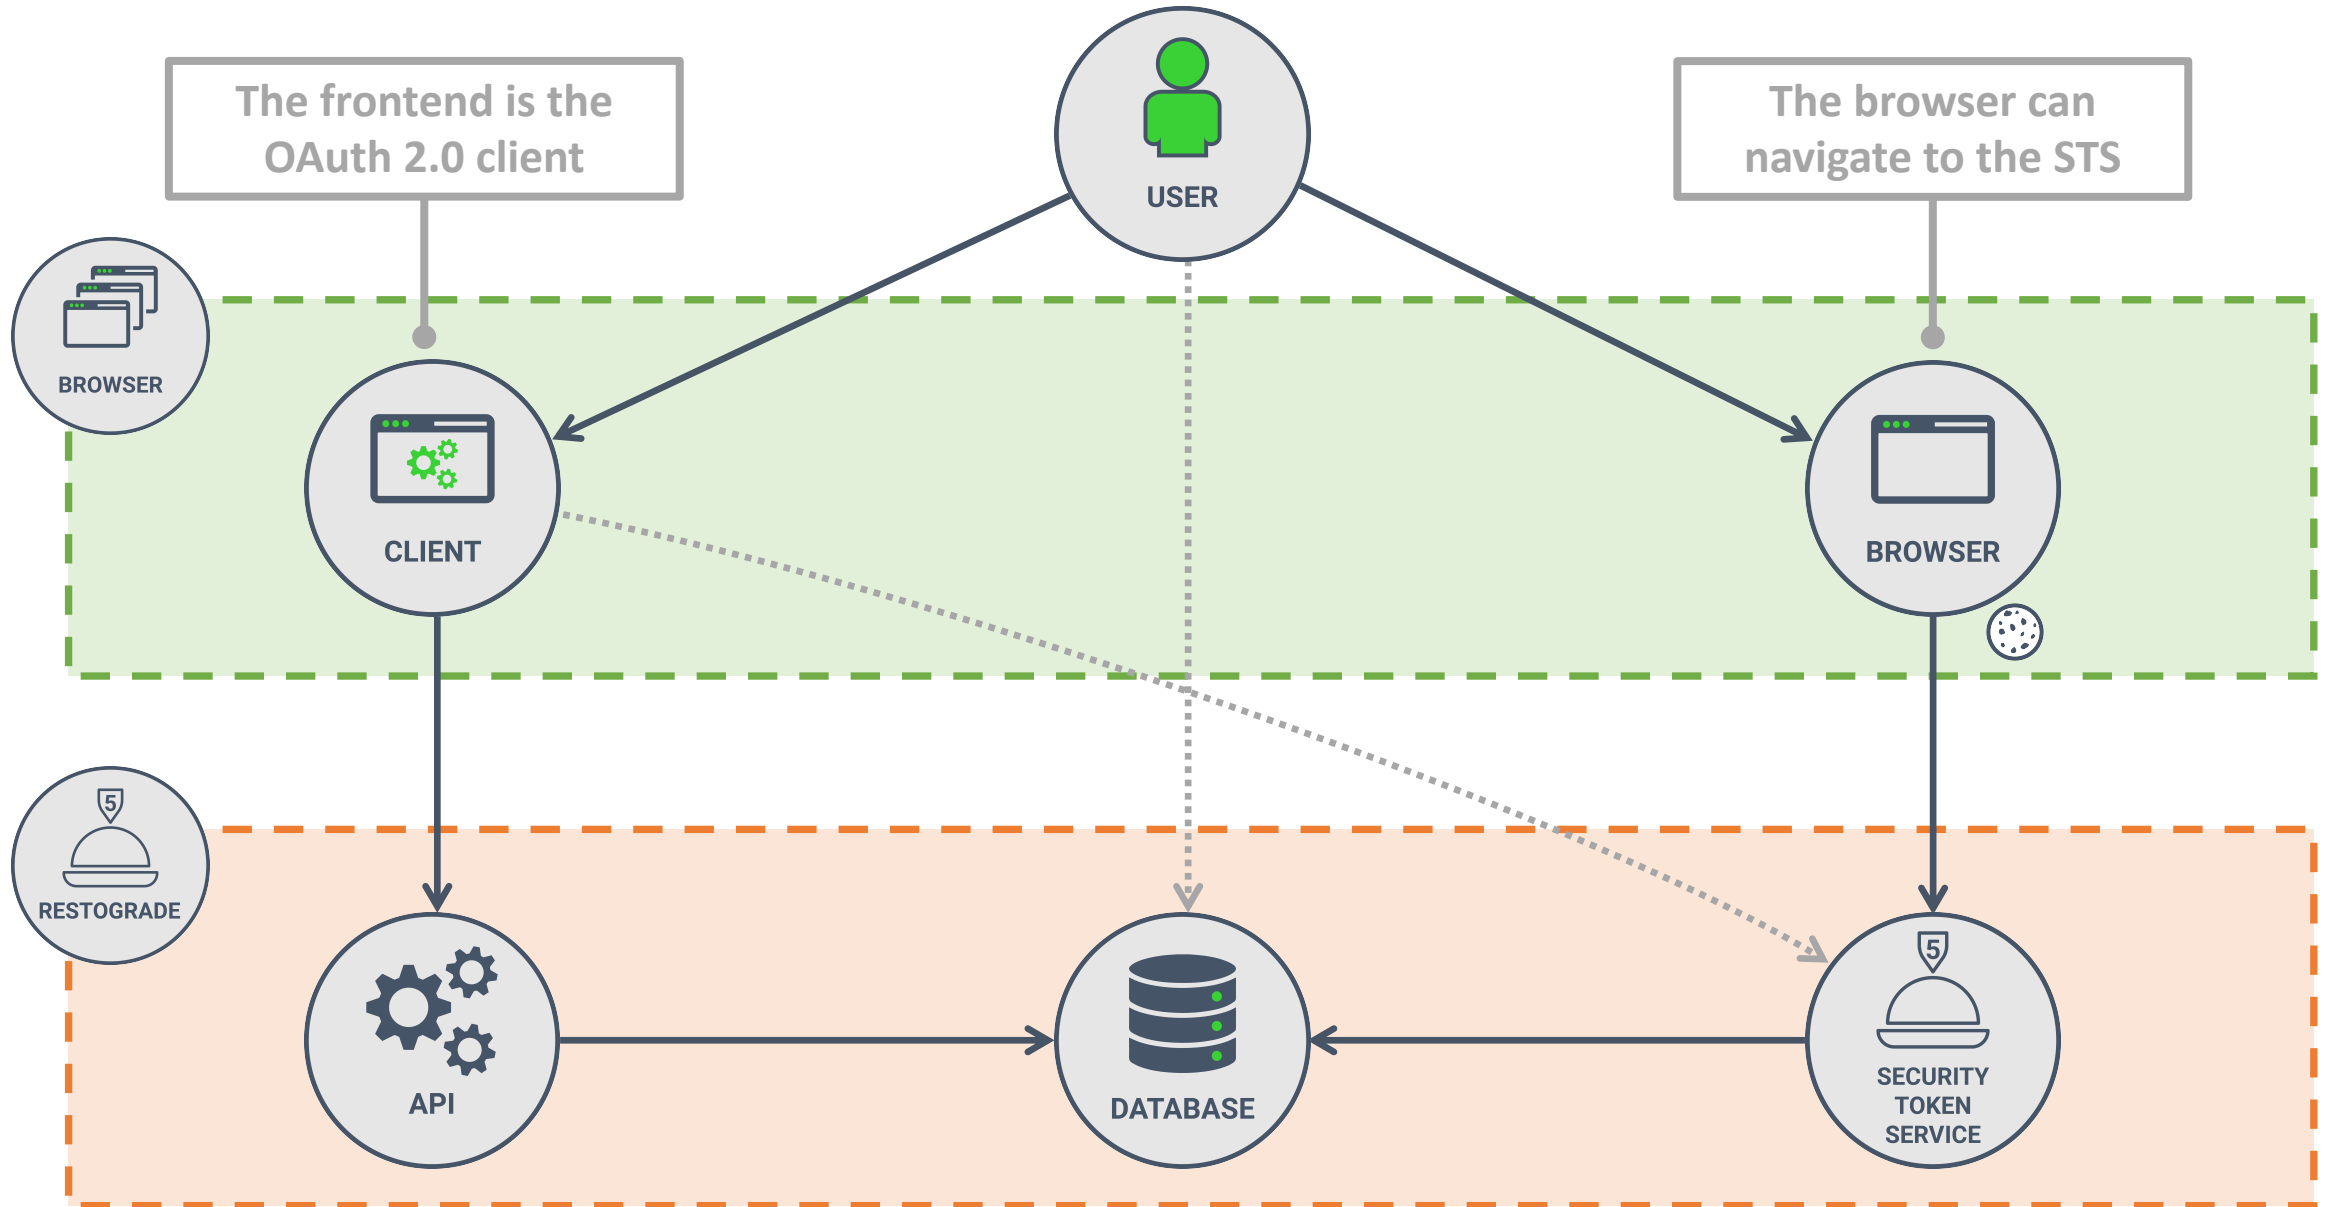 The frontend is the
OAuth 2.0 client
USER
The browser can
navigate to the STS
BROWSER
CLIENT
BROWSER
5
RESTOGRADE
API
DATABASE
5
SECURITY
TOKEN
SERVICE